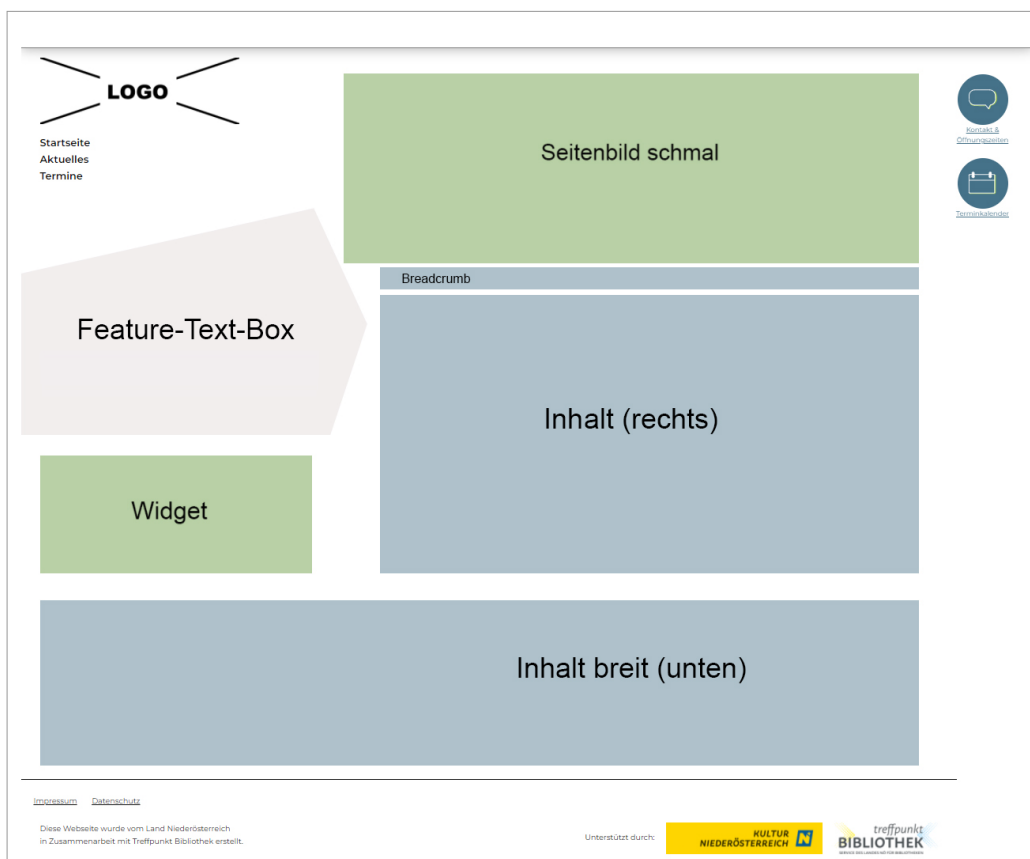 LOGO
Startseite
Aktuelles
Termine
Seitenbild schmal
Kontakt &
Öffnungszeiten
Terminkalender
Breadcrumb
Feature-Text-Box
Inhalt (rechts)
Widget
Inhalt breit (unten)
Impressum Datenschutz
Diese Webseite wurde vom Land Niederösterreich
in Zusammenarbeit mit Treffpunkt Bibliothek erstellt.
Unterstützt durch:
KULTUR
NIEDERÖSTERREICH
treffpunkt
BIBLIOTHEK